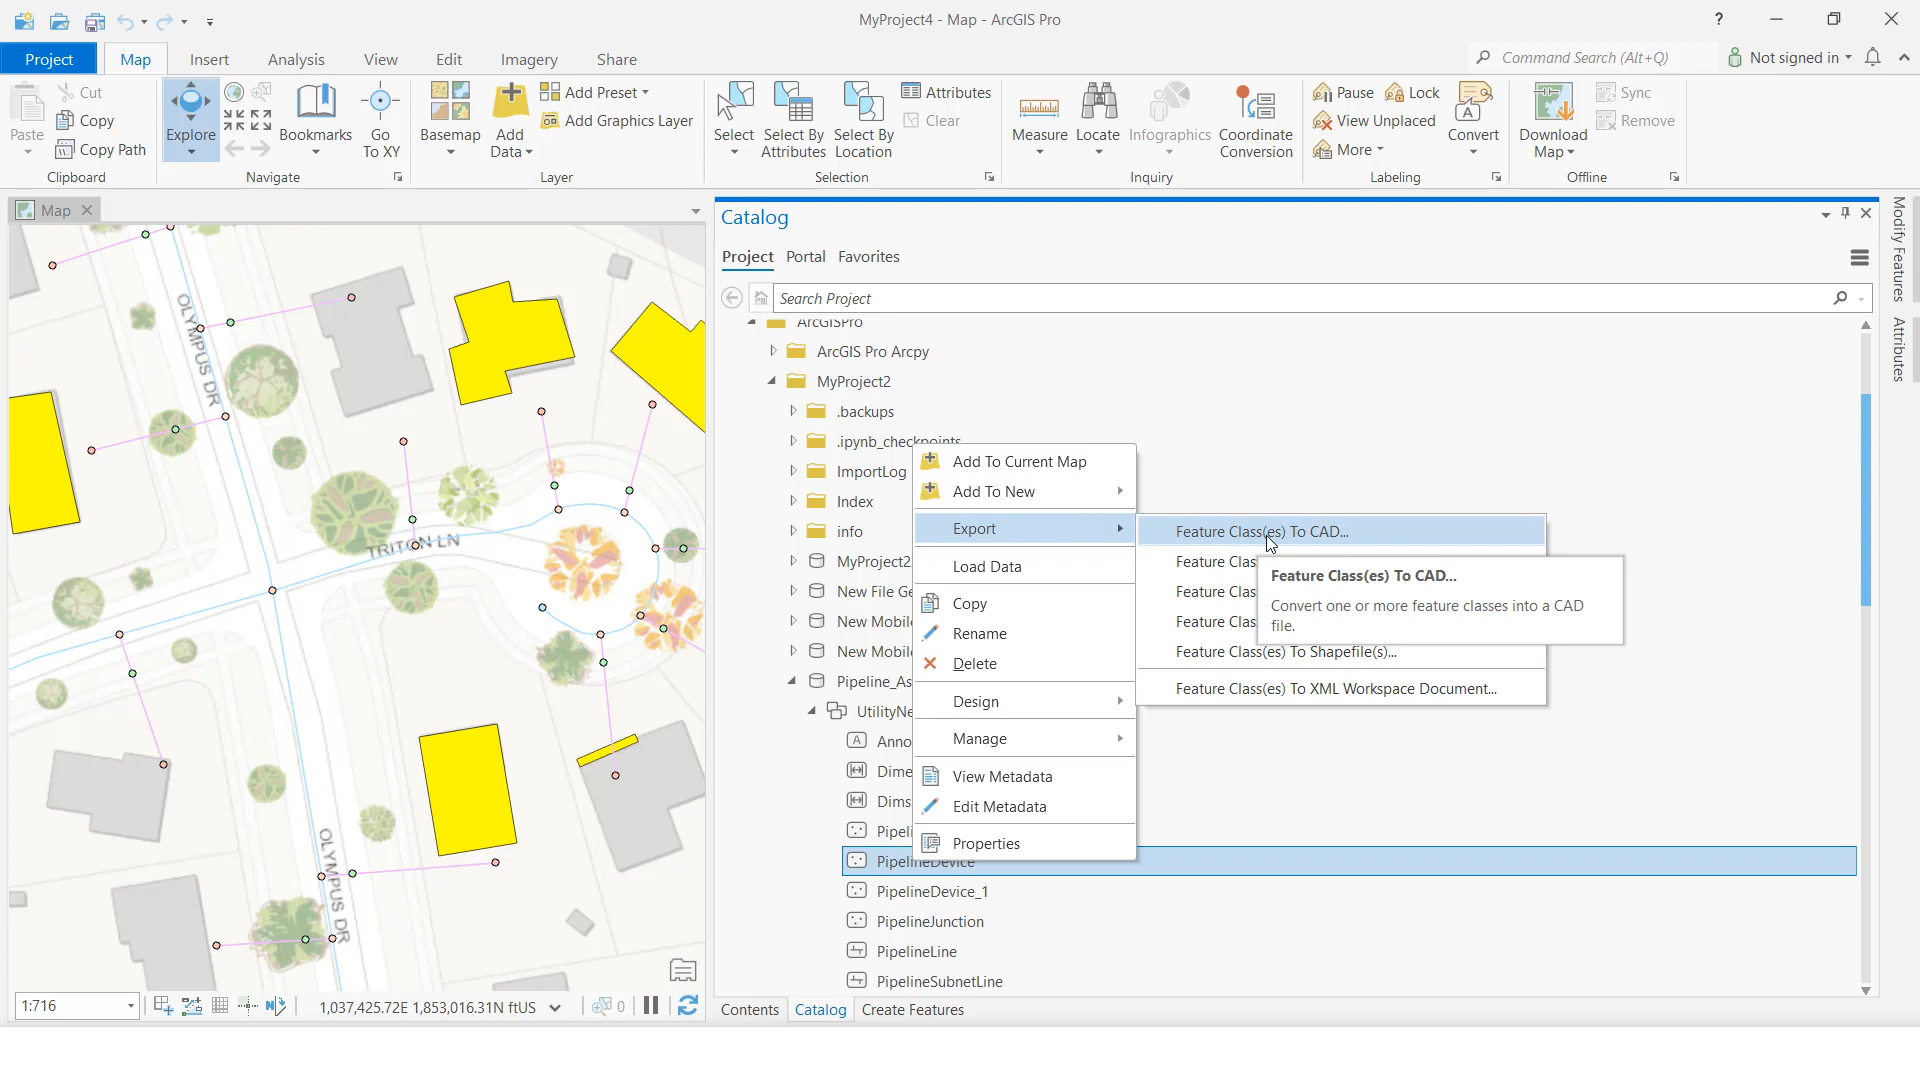 MyProject4 - Map - ArcGIS Pro
?
Project
Map
Insert
Analysis
View
Edit
Imagery
Share
Command Search (Alt+Q)
Not signed in
Paste
Cut
Copy
Copy Path
Clipboard
Explore
Bookmarks
Go
To XY
Navigate
Basemap
Add
Data
Add Preset
Add Graphics Layer
Layer
Select
Select By
Attributes
Select By
Location
Attributes
Clear
Selection
Measure
Locate
Infographics
Coordinate
Conversion
Inquiry
Pause
Lock
View Unplaced
More
Convert
Labeling
Download
Map
Sync
Remove
Offline
Map
OLYMPUS DR
TRITON LN
OLYMPUS DR
1:716
1,037,425.72E 1,853,016.31N ftUS
0
Catalog
Project
Portal
Favorites
Search Project
ArcGISPro
ArcGIS Pro Arcpy
MyProject2
.backups
.ipynb_checkpoints
ImportLog
Index
info
MyProject2
New File Ge
New Mobile
New Mobile
Pipeline_As
UtilityNe
Anno
Dime
Dims
Pipeli
PipelineDevice
PipelineDevice_1
PipelineJunction
PipelineLine
PipelineSubnetLine
Add To Current Map
Add To New
Export
Load Data
Copy
Rename
Delete
Design
Manage
View Metadata
Edit Metadata
Properties
Feature Class(es) To CAD...
Feature Clas
Feature Clas
Feature Clas
Feature Class(es) To Shapefile(s)...
Feature Class(es) To XML Workspace Document...
Feature Class(es) To CAD...
Convert one or more feature classes into a CAD
file.
Contents
Catalog
Create Features
Modify Features
Attributes